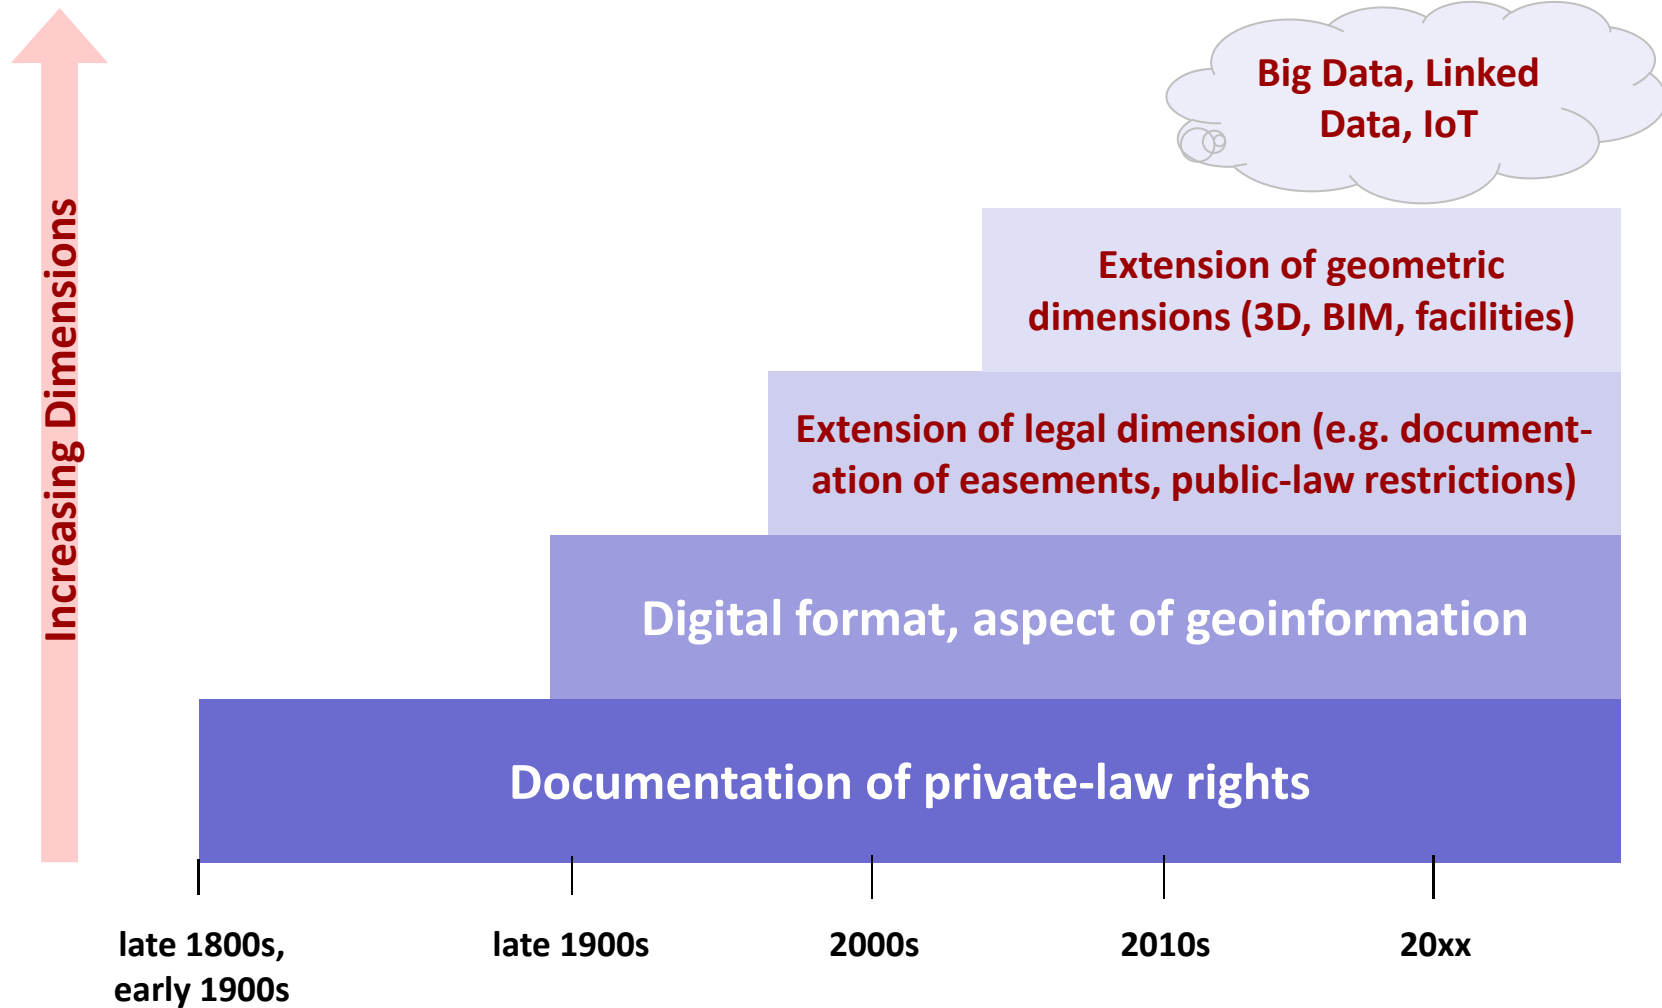 Big Data, Linked
Data, IoT
Increasing Dimensions
Extension of geometric
dimensions (3D, BIM, facilities)
Extension of legal dimension (e.g. document-
ation of easements, public-law restrictions)
Digital format, aspect of geoinformation
Documentation of private-law rights
late 1800s,
early 1900s
late 1900s
2000s
2010s
20xx